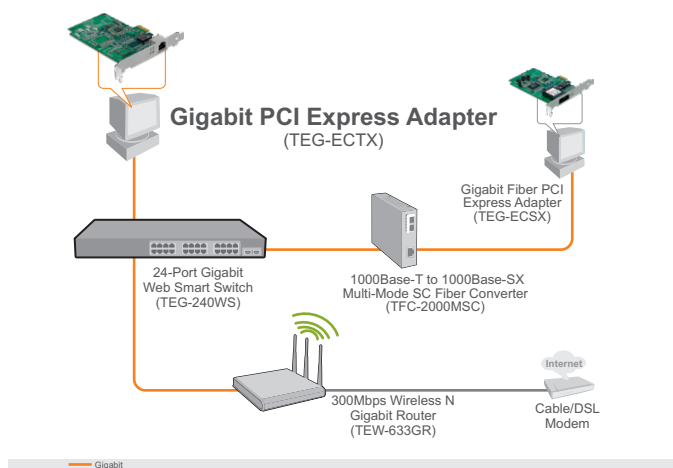 Gigabit PCI Express Adapter
(TEG-ECTX)
Gigabit Fiber PCI
Express Adapter
(TEG-ECSX)
24-Port Gigabit
Web Smart Switch
(TEG-240WS)
1000Base-T to 1000Base-SX
Multi-Mode SC Fiber Converter
(TFC-2000MSC)
Internet
300Mbps Wireless N
Gigabit Router
(TEW-633GR)
Cable/DSL
Modem
Gigabit